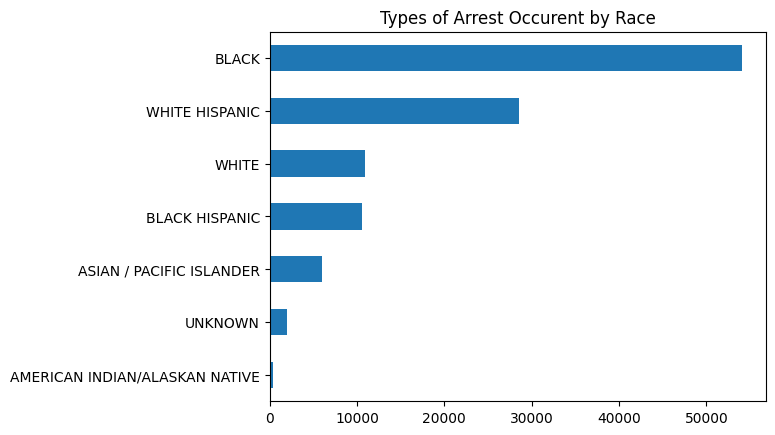 Types of Arrest Occurent by Race
BLACK
WHITE HISPANIC
WHITE
BLACK HISPANIC
ASIAN / PACIFIC ISLANDER
UNKNOWN
AMERICAN INDIAN/ALASKAN NATIVE
0 10000 20000 30000 40000 50000